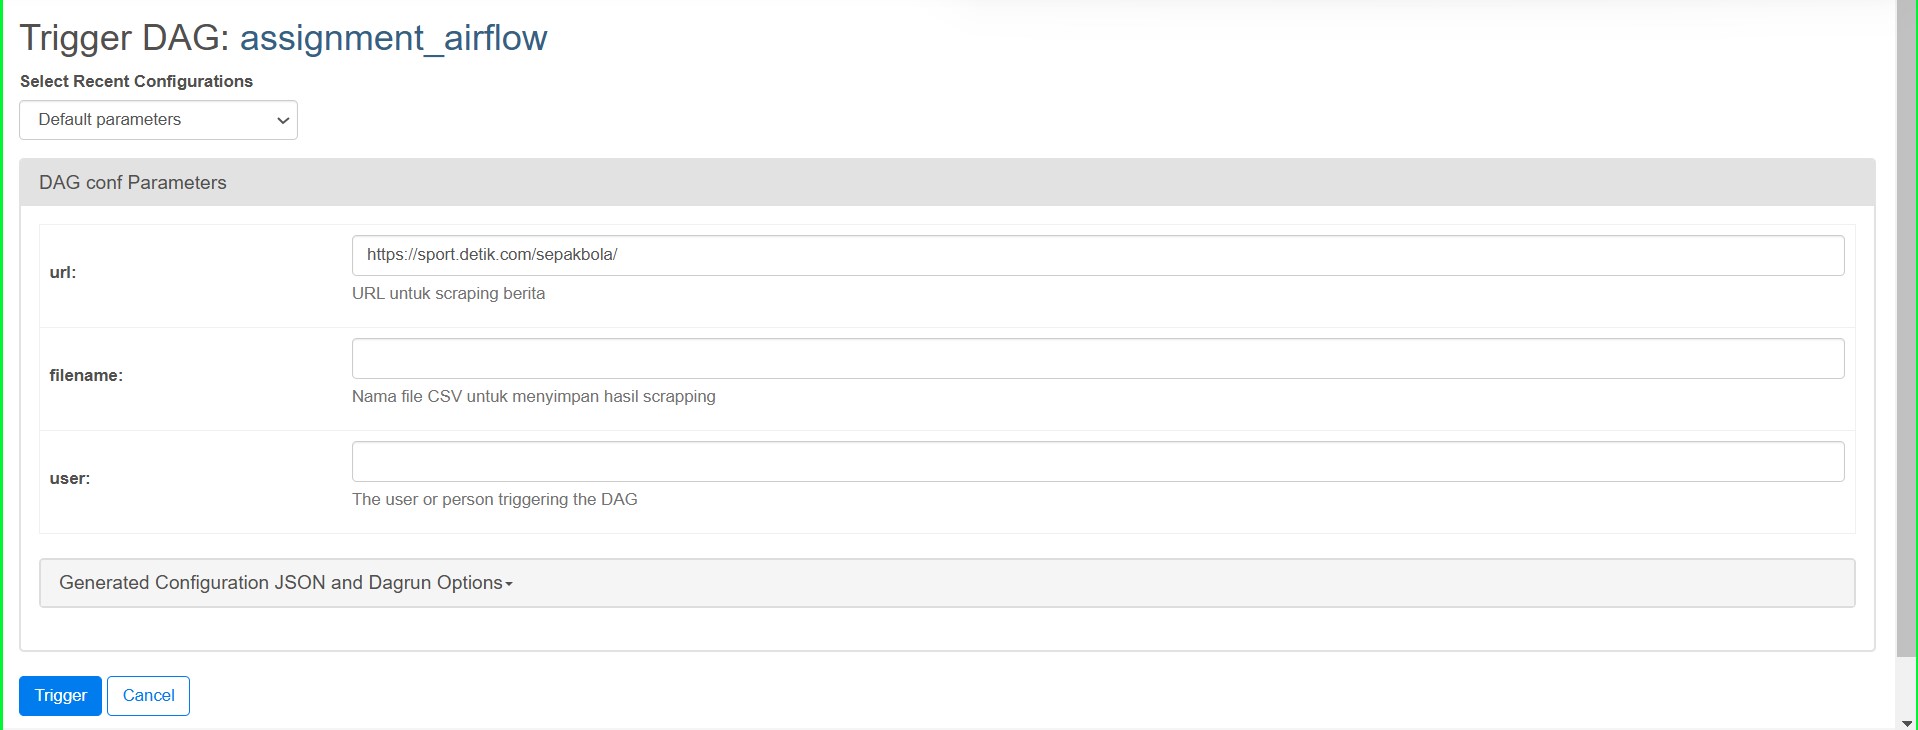 Trigger DAG: assignment_airflow
Select Recent Configurations
Default parameters
DAG conf Parameters
url:
https://sport.detik.com/sepakbola/
URL untuk scraping berita
filename:
Nama file CSV untuk menyimpan hasil scrapping
user:
The user or person triggering the DAG
Generated Configuration JSON and Dagrun Options
Trigger Cancel